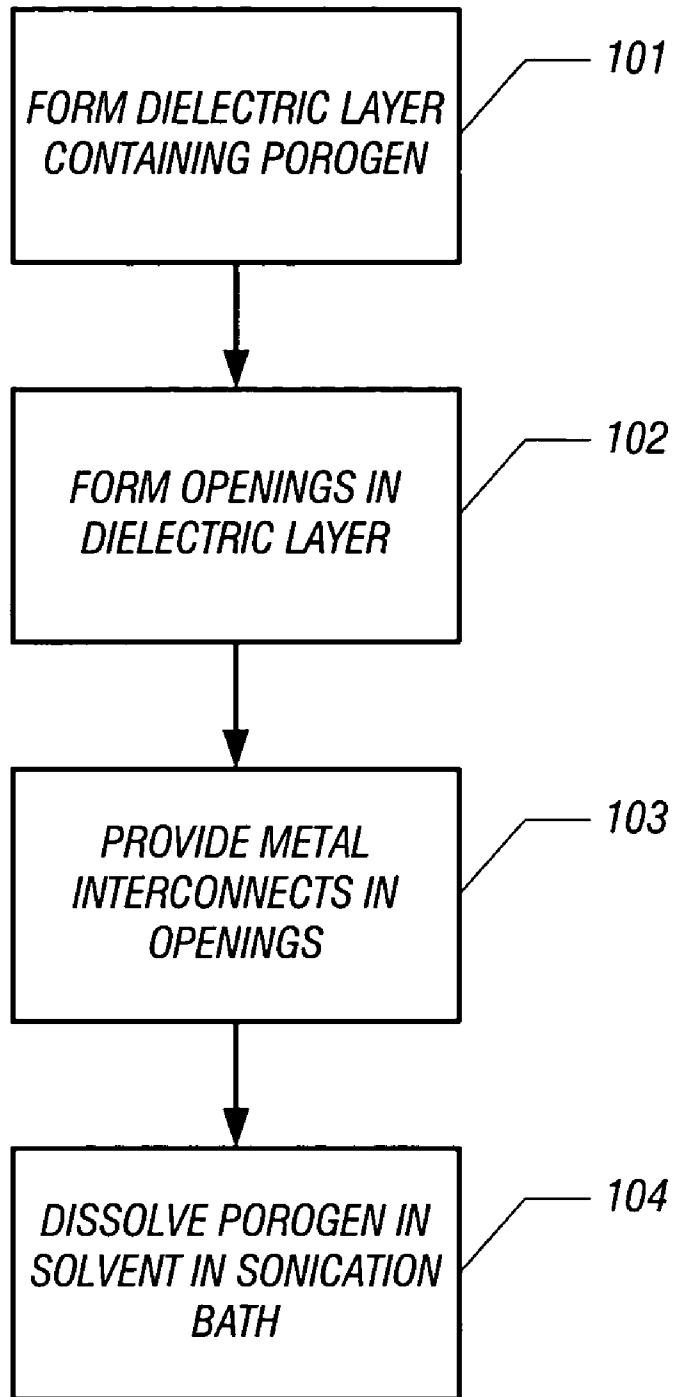 101
FORM DIELECTRIC LAYER
CONTAINING POROGEN
102
FORM OPENINGS IN
DIELECTRIC LAYER
103
PROVIDE METAL
INTERCONNECTS IN
OPENINGS
104
DISSOLVE POROGEN IN
SOLVENT IN SONICATION
BATH